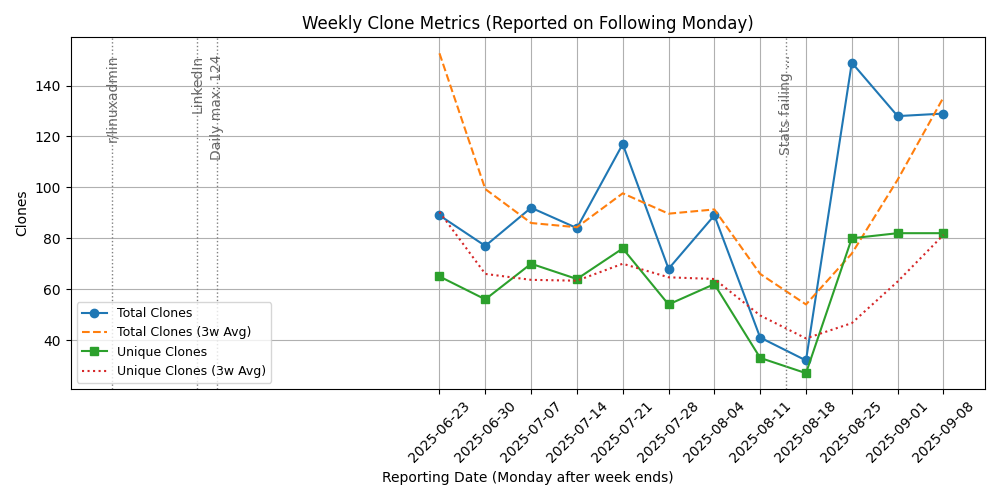 Weekly Clone Metrics (Reported on Following Monday)
r/linuxadmin
LinkedIn
Daily max: 124
Stats failing ...
Clones
140
120
100
80
60
40
Total Clones
Total Clones (3w Avg)
Unique Clones
Unique Clones (3w Avg)
2025-06-23
2025-06-30
2025-07-07
2025-07-14
2025-07-21
2025-07-28
2025-08-04
2025-08-11
2025-08-18
2025-08-25
2025-09-01
2025-09-08
Reporting Date (Monday after week ends)